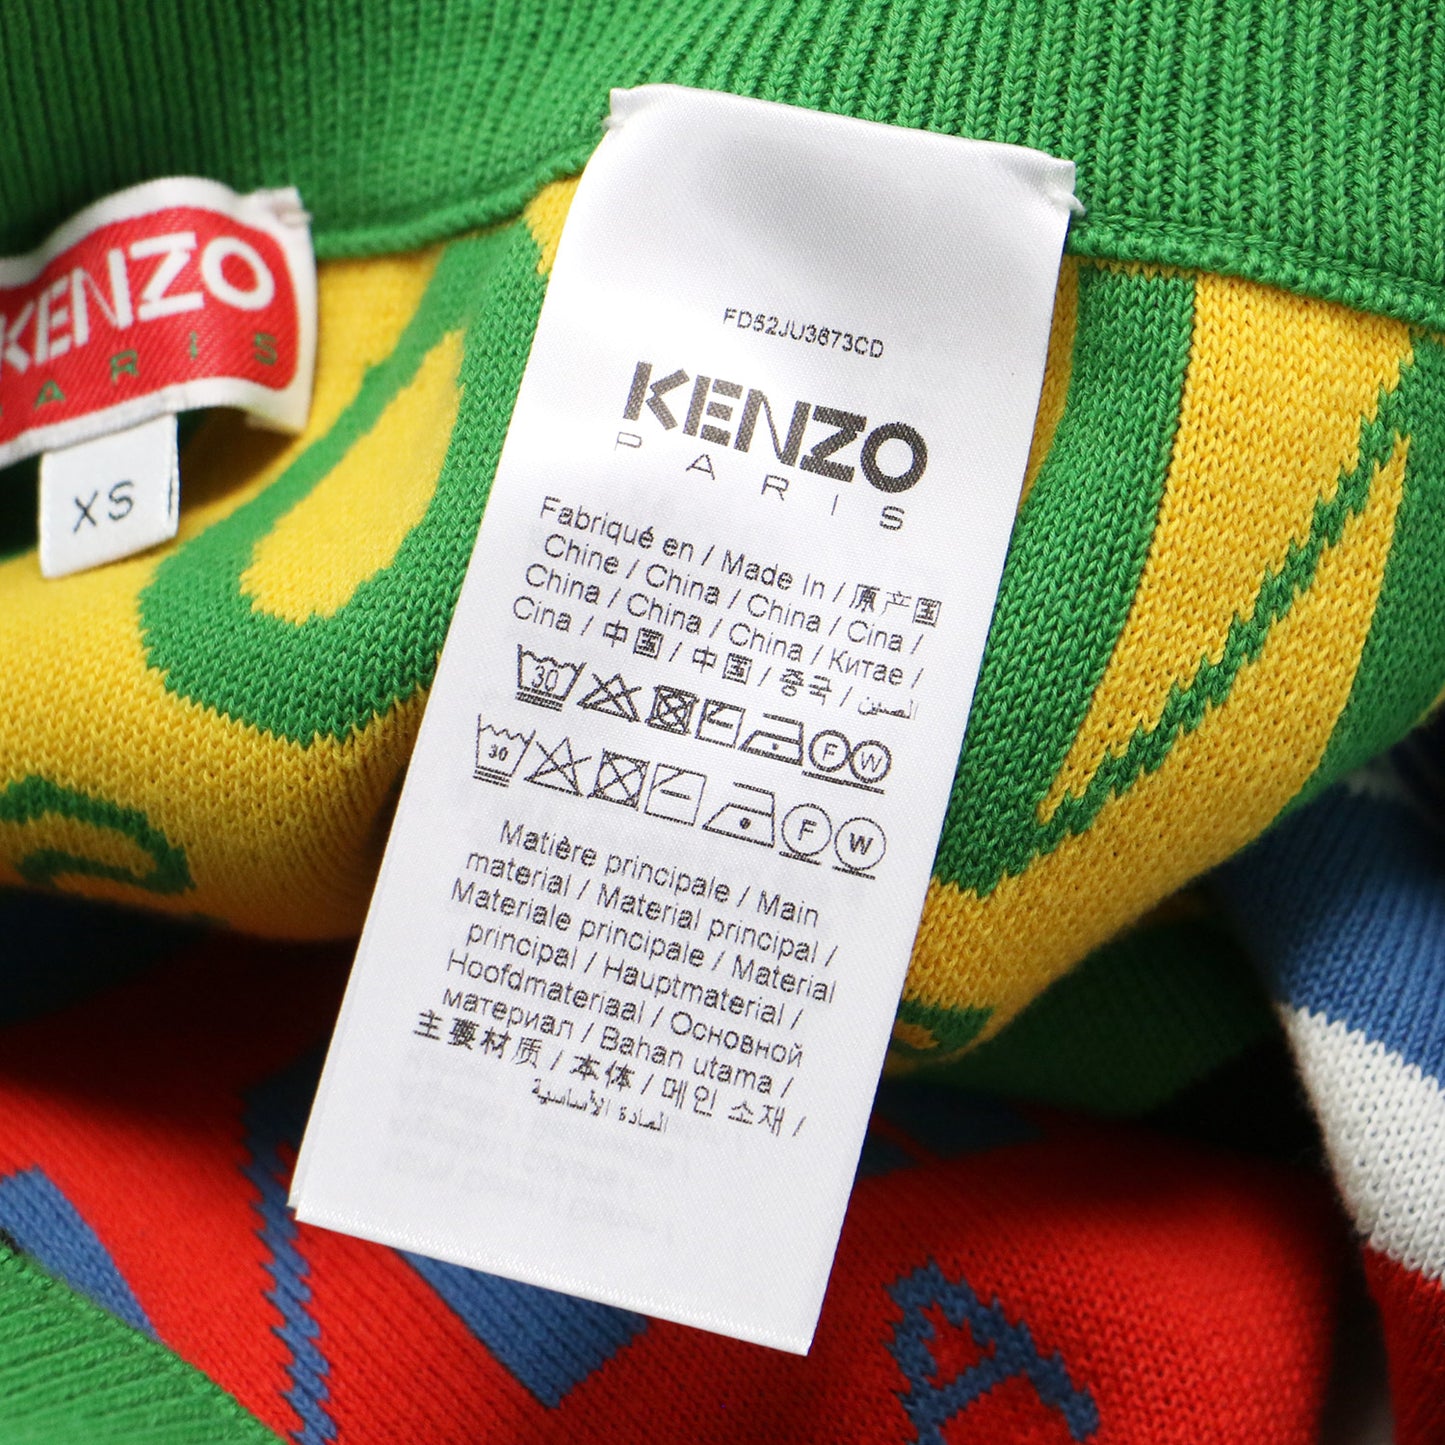 KENZO
PARIS
XS
FD52JU3673CD
KENZO
PARIS
Fabriqué en / Made In / 原产国
Chine / China / China / Cina /
China / China / China / Китае /
Cina / 中国 / 中国 / 중국 / الصين
30 F W
30 F W
Matière principale / Main
material / Material principal /
Materiale principale / Material
principal / Hauptmaterial /
Hoofdmateriaal / Основной
материал / Bahan utama /
主要材质 / 本体 / 메인 소재 /
المادة الأساسية